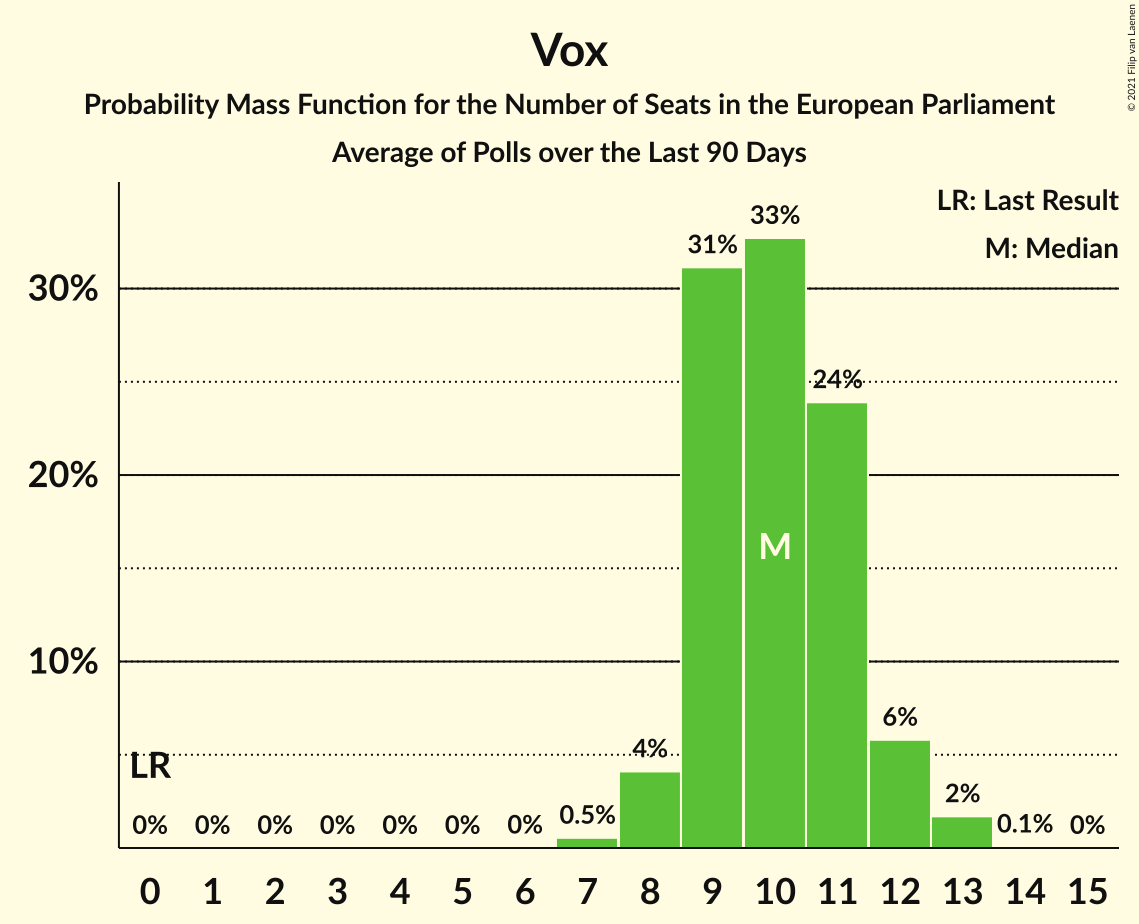 Vox
Probability Mass Function for the Number of Seats in the European Parliament
Average of Polls over the Last 90 Days
© 2021 Filip van Laenen
LR: Last Result
M: Median
30%
20%
10%
0% 0% 0% 0% 0% 0% 0% 0.5% 4% 31% 33% 24% 6% 2% 0.1% 0%
LR
M
0 1 2 3 4 5 6 7 8 9 10 11 12 13 14 15